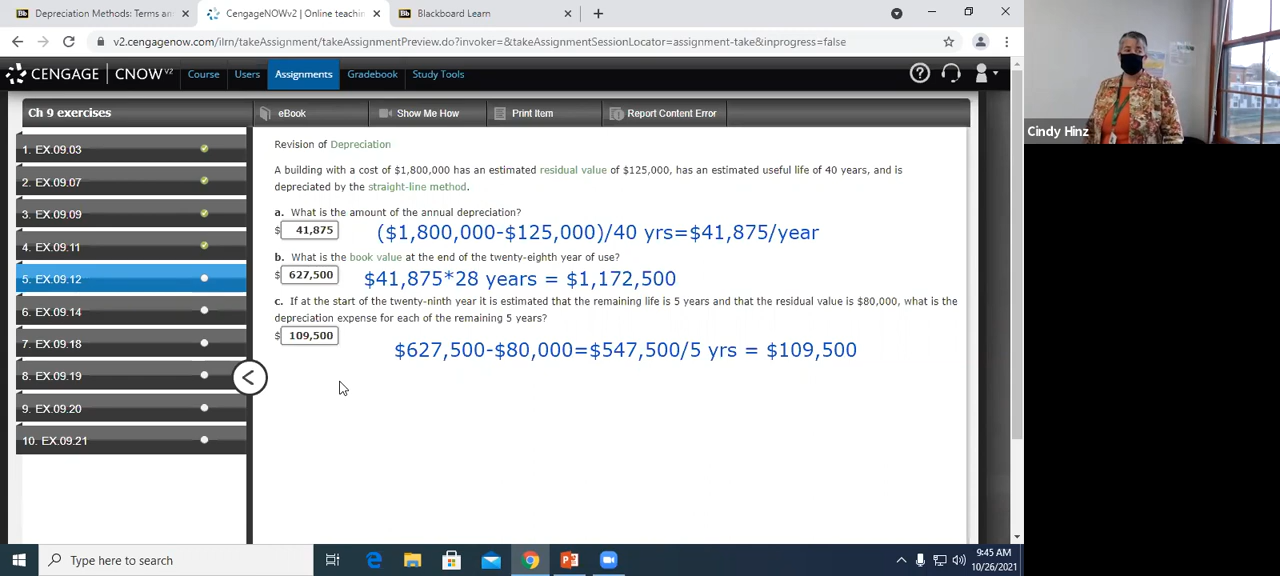 Depreciation Methods: Terms an
CengageNOWv2 | Online teachin
Blackboard Learn
v2.cengagenow.com/ilrn/takeAssignment/takeAssignmentPreview.do?invoker=&takeAssignmentSessionLocator=assignment-take&inprogress=false
CENGAGE | CNOWv2 Course Users Assignments Gradebook Study Tools
Ch 9 exercises
eBook Show Me How Print Item Report Content Error
1. EX.09.03
2. EX.09.07
3. EX.09.09
4. EX.09.11
5. EX.09.12
6. EX.09.14
7. EX.09.18
8. EX.09.19
9. EX.09.20
10. EX.09.21
Revision of Depreciation
A building with a cost of $1,800,000 has an estimated residual value of $125,000, has an estimated useful life of 40 years, and is
depreciated by the straight-line method.
a. What is the amount of the annual depreciation?
$ 41,875 ($1,800,000-$125,000)/40 yrs=$41,875/year
b. What is the book value at the end of the twenty-eighth year of use?
$ 627,500 $41,875*28 years = $1,172,500
c. If at the start of the twenty-ninth year it is estimated that the remaining life is 5 years and that the residual value is $80,000, what is the
depreciation expense for each of the remaining 5 years?
$ 109,500
$627,500-$80,000=$547,500/5 yrs = $109,500
Cindy Hinz
Type here to search
9:45 AM
10/26/2021